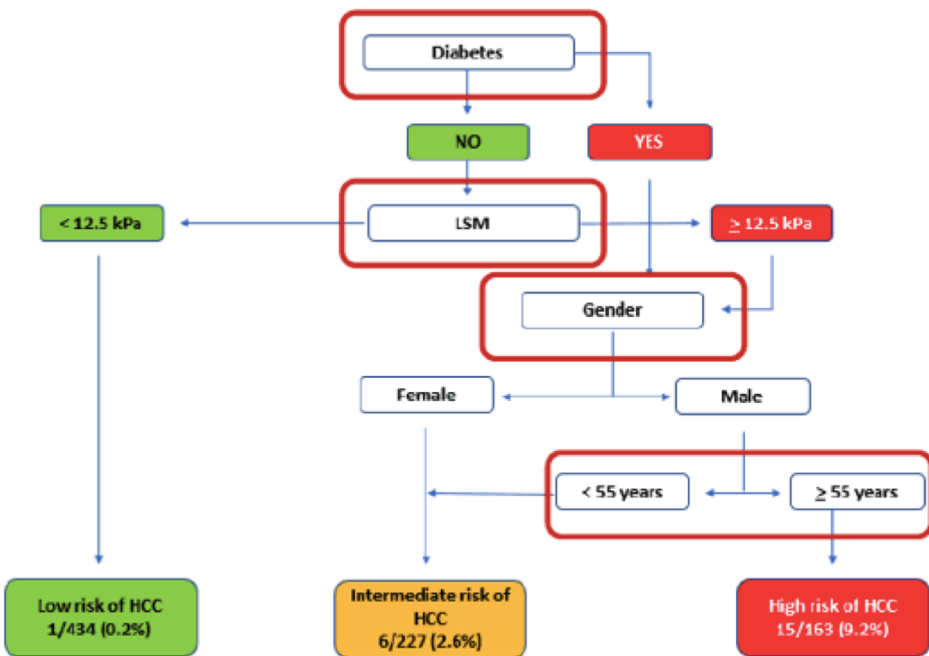 Diabetes
NO
YES
< 12.5 kPa
LSM
≥ 12.5 kPa
Gender
Female
Male
< 55 years
≥ 55 years
Low risk of HCC
1/434 (0.2%)
Intermediate risk of
HCC
6/227 (2.6%)
High risk of HCC
15/163 (9.2%)